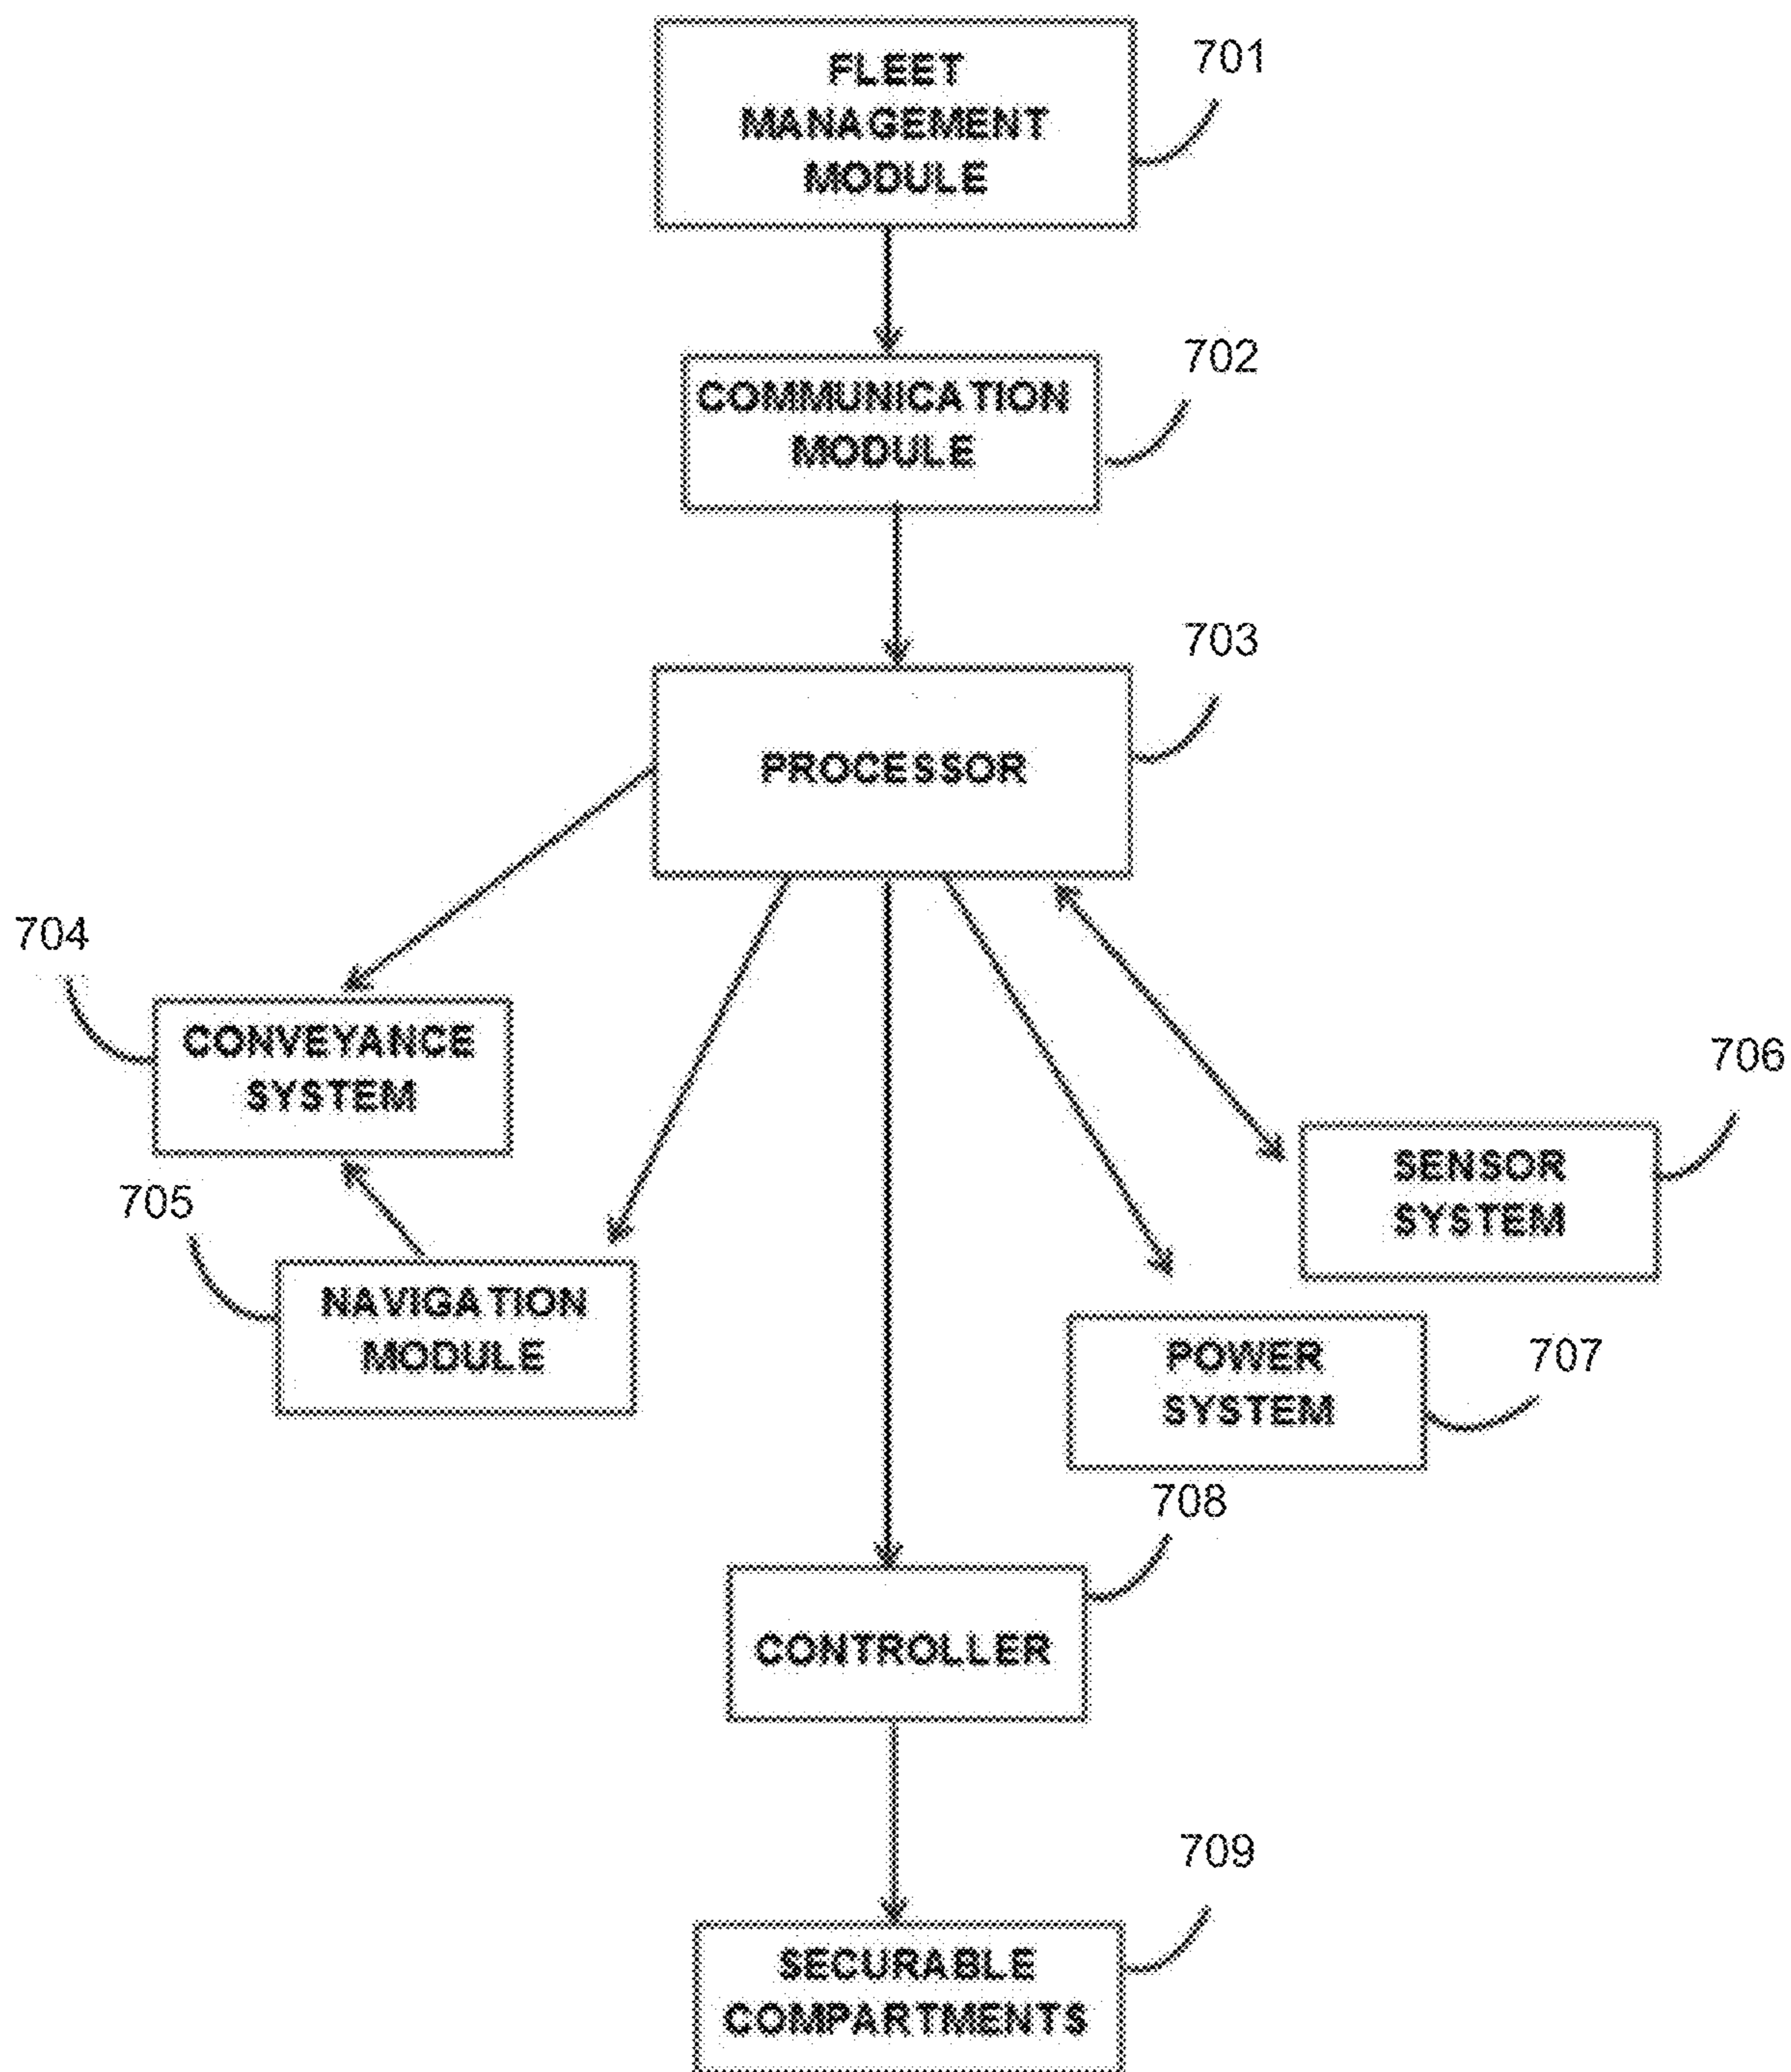 FLEET
MANAGEMENT
MODULE
701
COMMUNICATION
MODULE
702
PROCESSOR
703
704
CONVEYANCE
SYSTEM
705
NAVIGATION
MODULE
706
SENSOR
SYSTEM
POWER
SYSTEM
707
708
CONTROLLER
709
SECURABLE
COMPARTMENTS